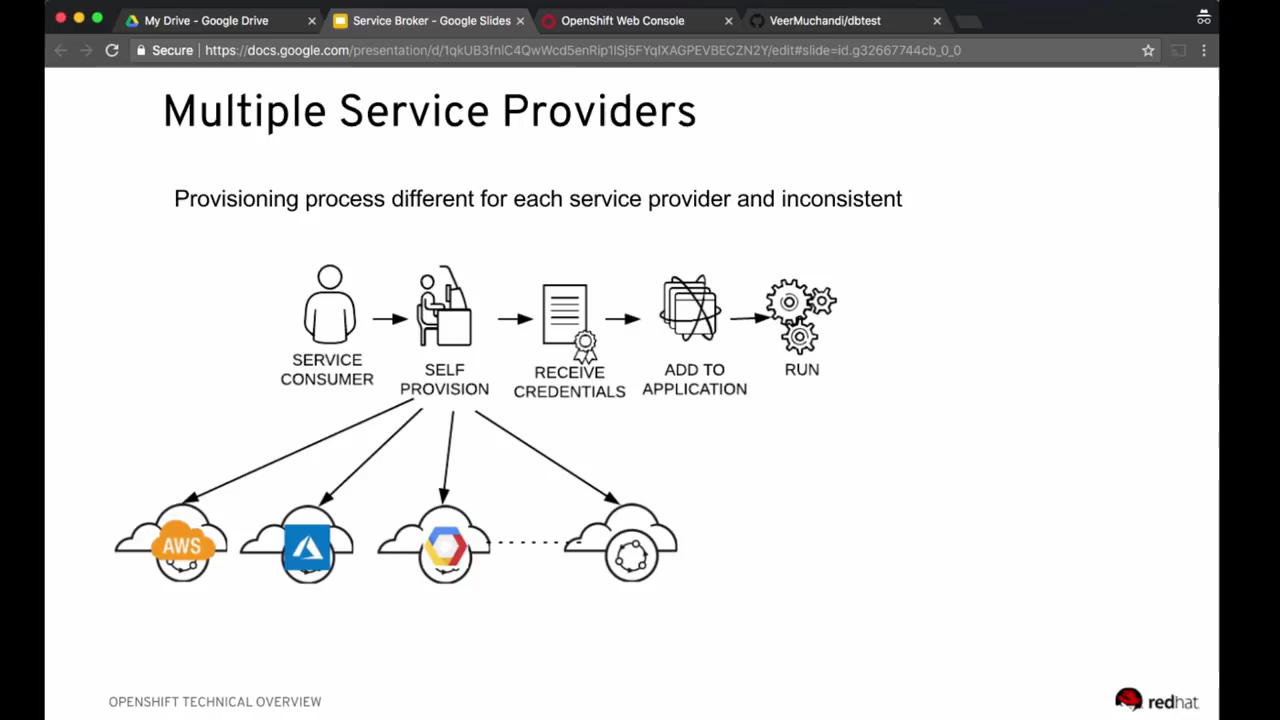 My Drive - Google Drive
Service Broker - Google Slides
OpenShift Web Console
VeerMuchandi/dbtest
Secure
https://docs.google.com/presentation/d/1qkUB3fnlC4QwWcd5enRip1lSj5FYqIXAGPEVBECZN2Y/edit#slide=id.g32667744cb_0_0
Multiple Service Providers
Provisioning process different for each service provider and inconsistent
SERVICE
CONSUMER
SELF
PROVISION
RECEIVE
CREDENTIALS
ADD TO
APPLICATION
RUN
AWS
OPENSHIFT TECHNICAL OVERVIEW
redhat.